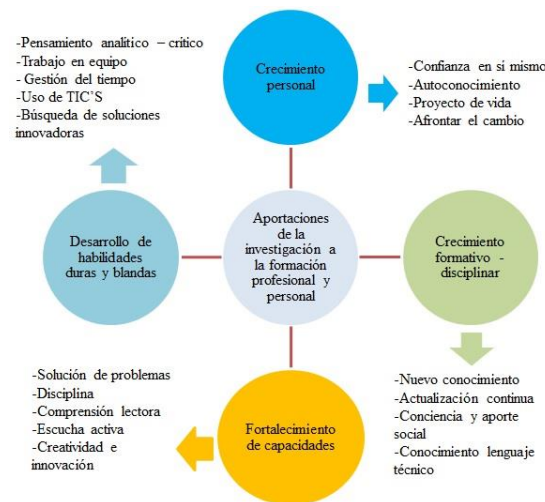 -Pensamiento analítico – crítico
-Trabajo en equipo
- Gestión del tiempo
-Uso de TIC`S
-Búsqueda de soluciones
innovadoras
Crecimiento
personal
-Confianza en si mismo
-Autoconocimiento
-Proyecto de vida
-Afrontar el cambio
Desarrollo de
habilidades
duras y blandas
Aportaciones
de la
investigación a
la formación
profesional y
personal
Crecimiento
formativo -
disciplinar
-Solución de problemas
-Disciplina
-Comprensión lectora
-Escucha activa
-Creatividad e
innovación
Fortalecimiento
de capacidades
-Nuevo conocimiento
-Actualización continua
-Conciencia y aporte
social
-Conocimiento lenguaje
técnico